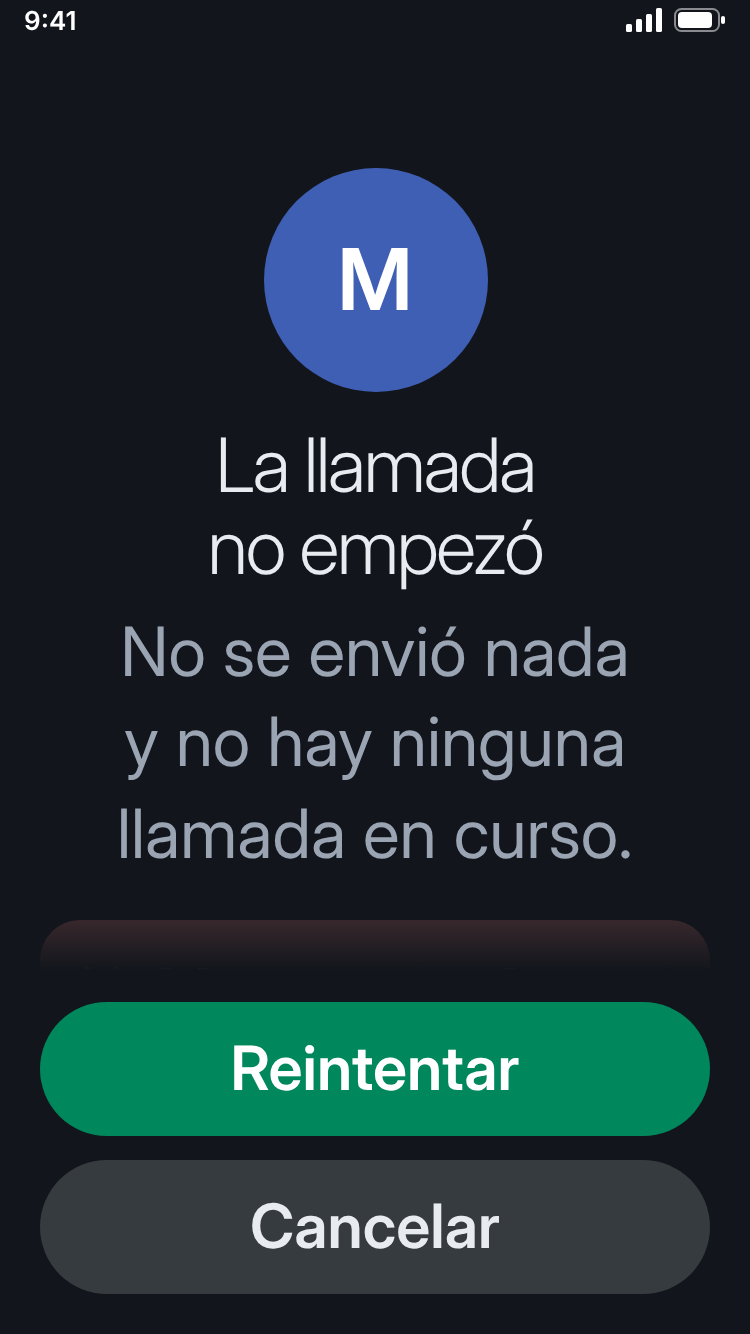 9:41
M
La llamada
no empezó
No se envió nada
y no hay ninguna
llamada en curso.
Reintentar
Cancelar